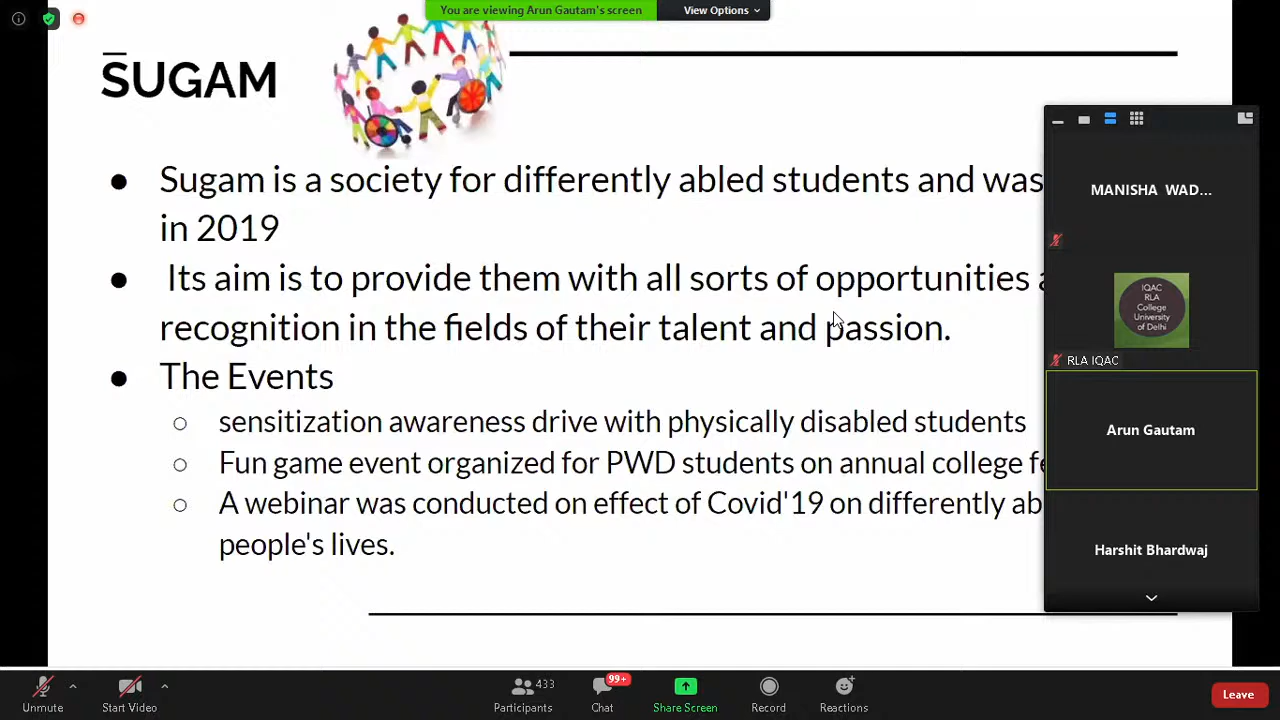 You are viewing Arun Gautam's screen
View Options
SUGAM
● Sugam is a society for differently abled students and was
in 2019
● Its aim is to provide them with all sorts of opportunities
recognition in the fields of their talent and passion.
● The Events
○ sensitization awareness drive with physically disabled students
○ Fun game event organized for PWD students on annual college
○ A webinar was conducted on effect of Covid'19 on differently
people's lives.
MANISHA WAD...
IQAC
RLA
College
University
of Delhi
RLA IQAC
Arun Gautam
Harshit Bhardwaj
Unmute
Start Video
433
Participants
99+
Chat
Share Screen
Record
Reactions
Leave